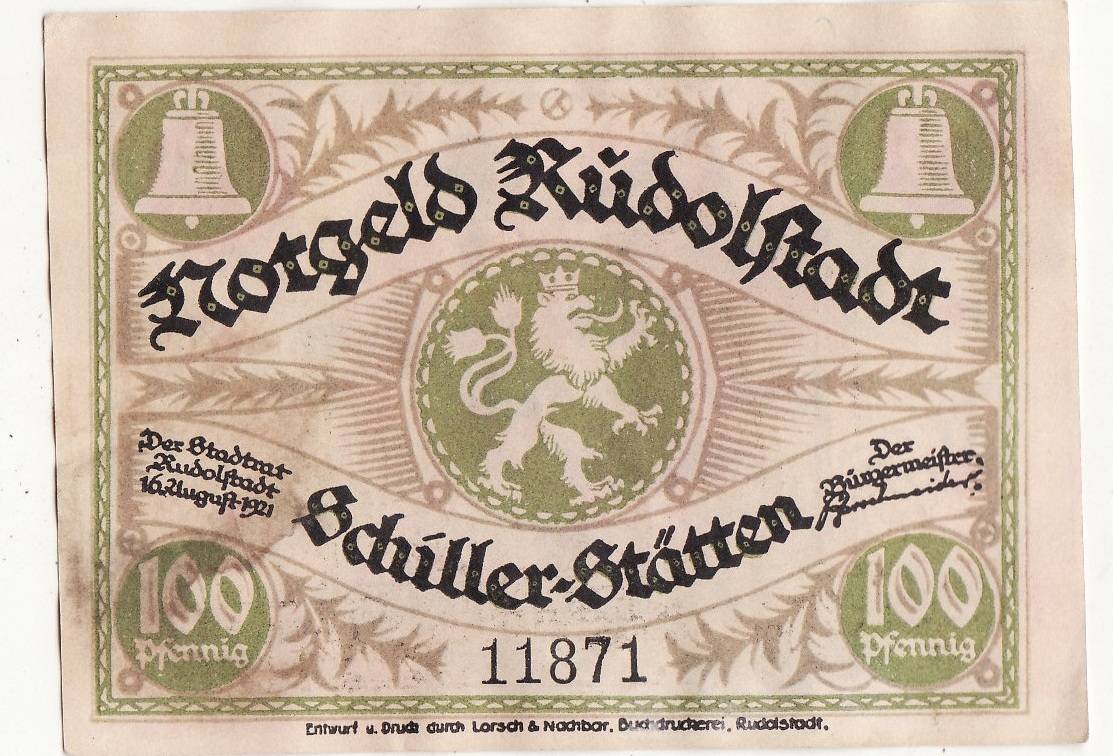 Notgeld Rudolstadt
Der Stadtrat
Rudolstadt
16. August 1921
Der
Bürgermeister.
Schiller-Stätten
100
Pfennig
100
Pfennig
11871
Entwurf u. Druck durch Lorsch & Nachbar, Buchdruckerei, Rudolstadt.